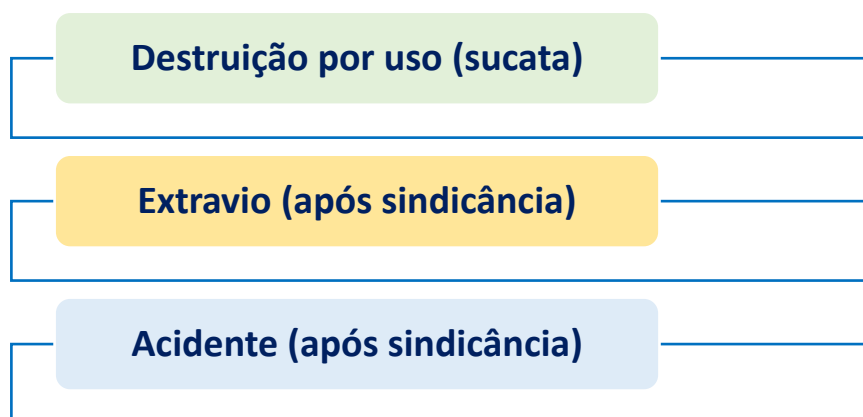 Destruição por uso (sucata)
Extravio (após sindicância)
Acidente (após sindicância)